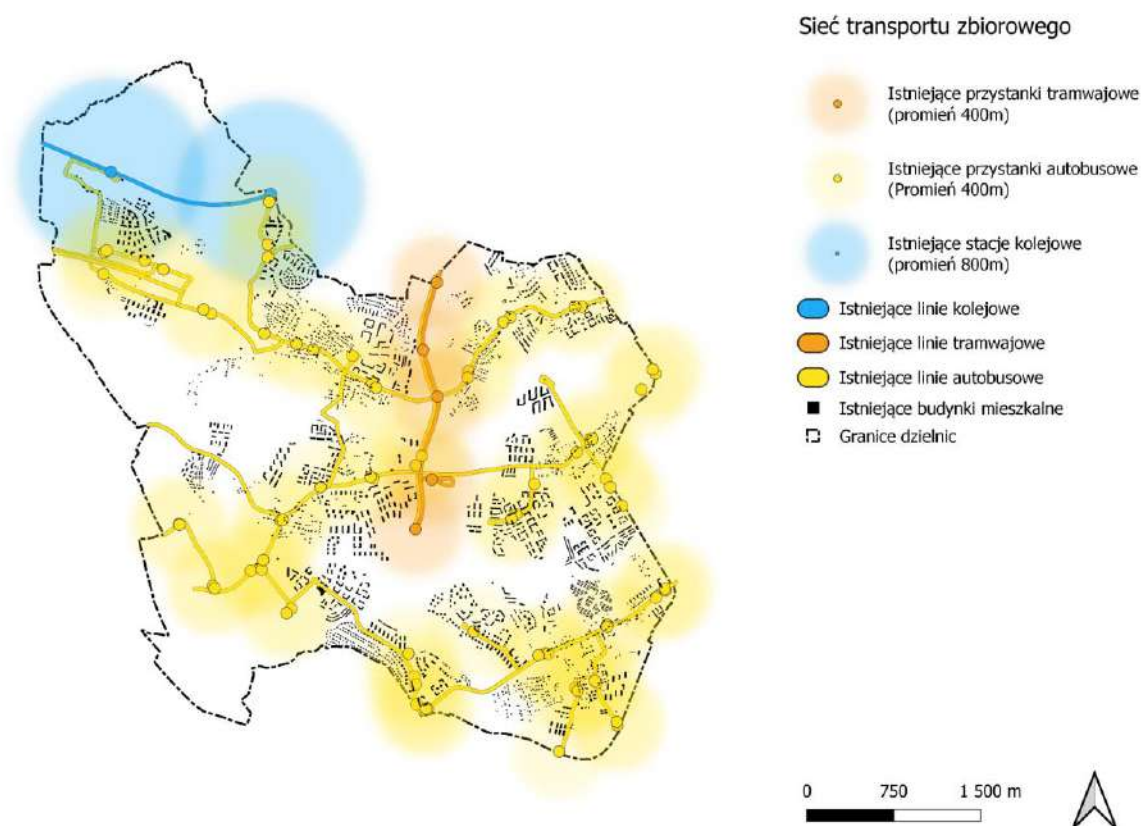 Sieć transportu zbiorowego
Istniejące przystanki tramwajowe
(promień 400m)
Istniejące przystanki autobusowe
(Promień 400m)
Istniejące stacje kolejowe
(promień 800m)
Istniejące linie kolejowe
Istniejące linie tramwajowe
Istniejące linie autobusowe
Istniejące budynki mieszkalne
Granice dzielnic
0 750 1 500 m